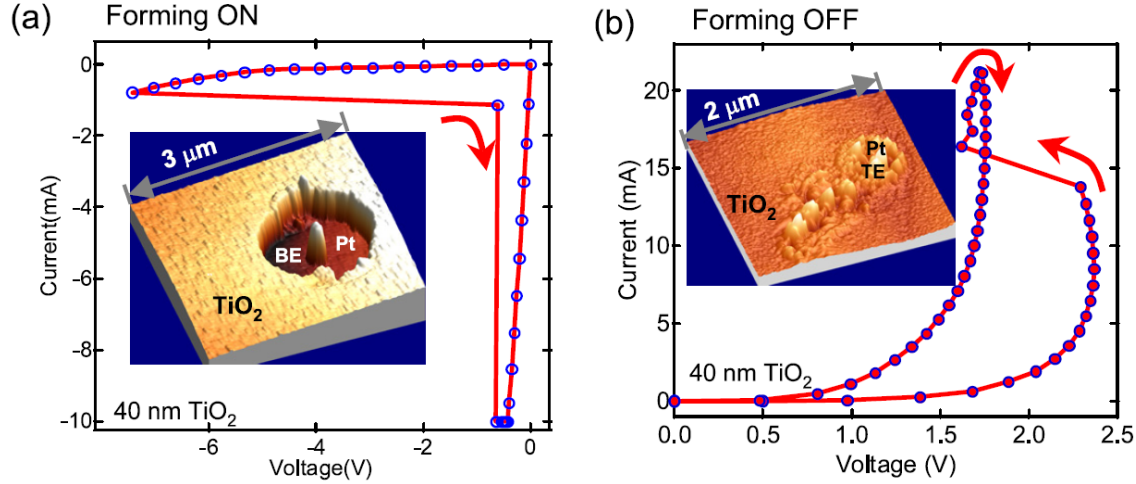 (a) Forming ON
0
-2
-4
-6
-8
-10
Current(mA)
3 μm
BE
Pt
TiO2
40 nm TiO2
-6
-4
-2
0
Voltage(V)
(b) Forming OFF
20
15
10
5
0
Current (mA)
2 μm
Pt
TE
TiO2
40 nm TiO2
0.0
0.5
1.0
1.5
2.0
2.5
Voltage (V)